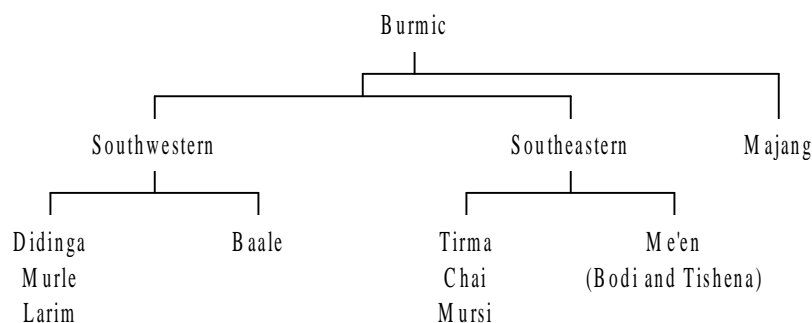 Burmic
Southwestern Southeastern Majang
Didinga Baale Tirma Me'en
Murle Chai (Bodi and Tishena)
Larim Mursi